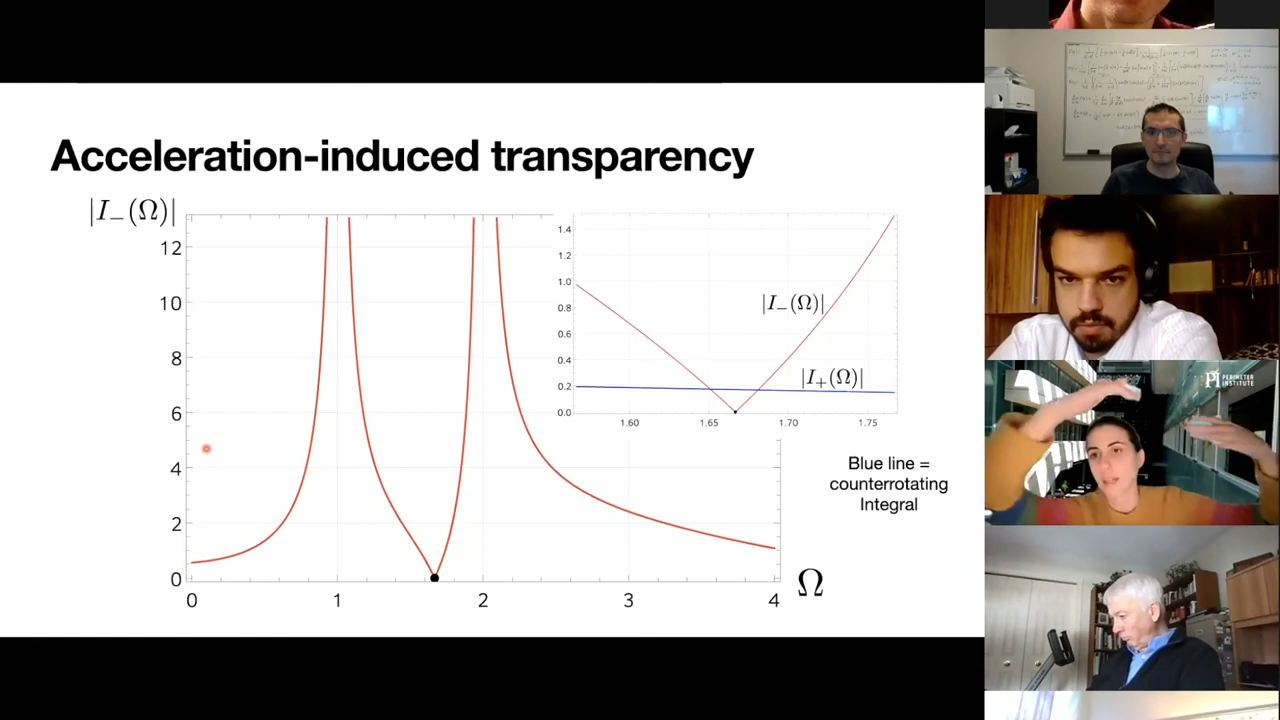 Acceleration-induced transparency
|I₋(Ω)|
12
10
8
6
4
2
0
0 1 2 3 4
Ω
1.4
1.2
1.0
0.8
0.6
0.4
0.2
0.0
1.60 1.65 1.70 1.75
|I₋(Ω)|
|I₊(Ω)|
Blue line =
counterrotating
Integral
PI PERIMETER
INSTITUTE